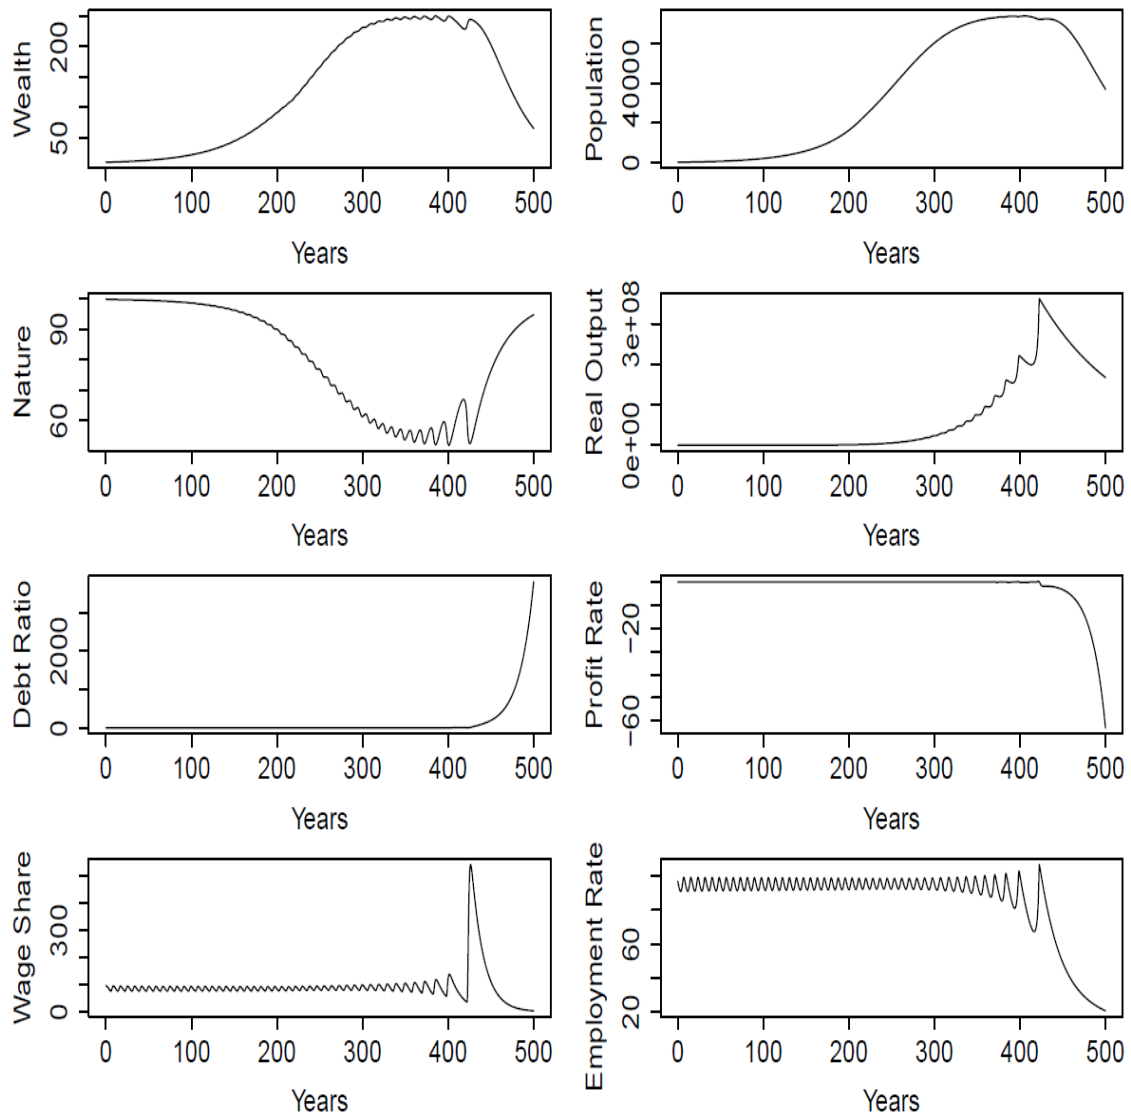 Wealth
50
200
0 100 200 300 400 500
Years
Population
0
40000
0 100 200 300 400 500
Years
Nature
60
90
0 100 200 300 400 500
Years
Real Output
0e+00
3e+08
0 100 200 300 400 500
Years
Debt Ratio
0
2000
0 100 200 300 400 500
Years
Profit Rate
−60
−20
0 100 200 300 400 500
Years
Wage Share
0
300
0 100 200 300 400 500
Years
Employment Rate
20
60
0 100 200 300 400 500
Years